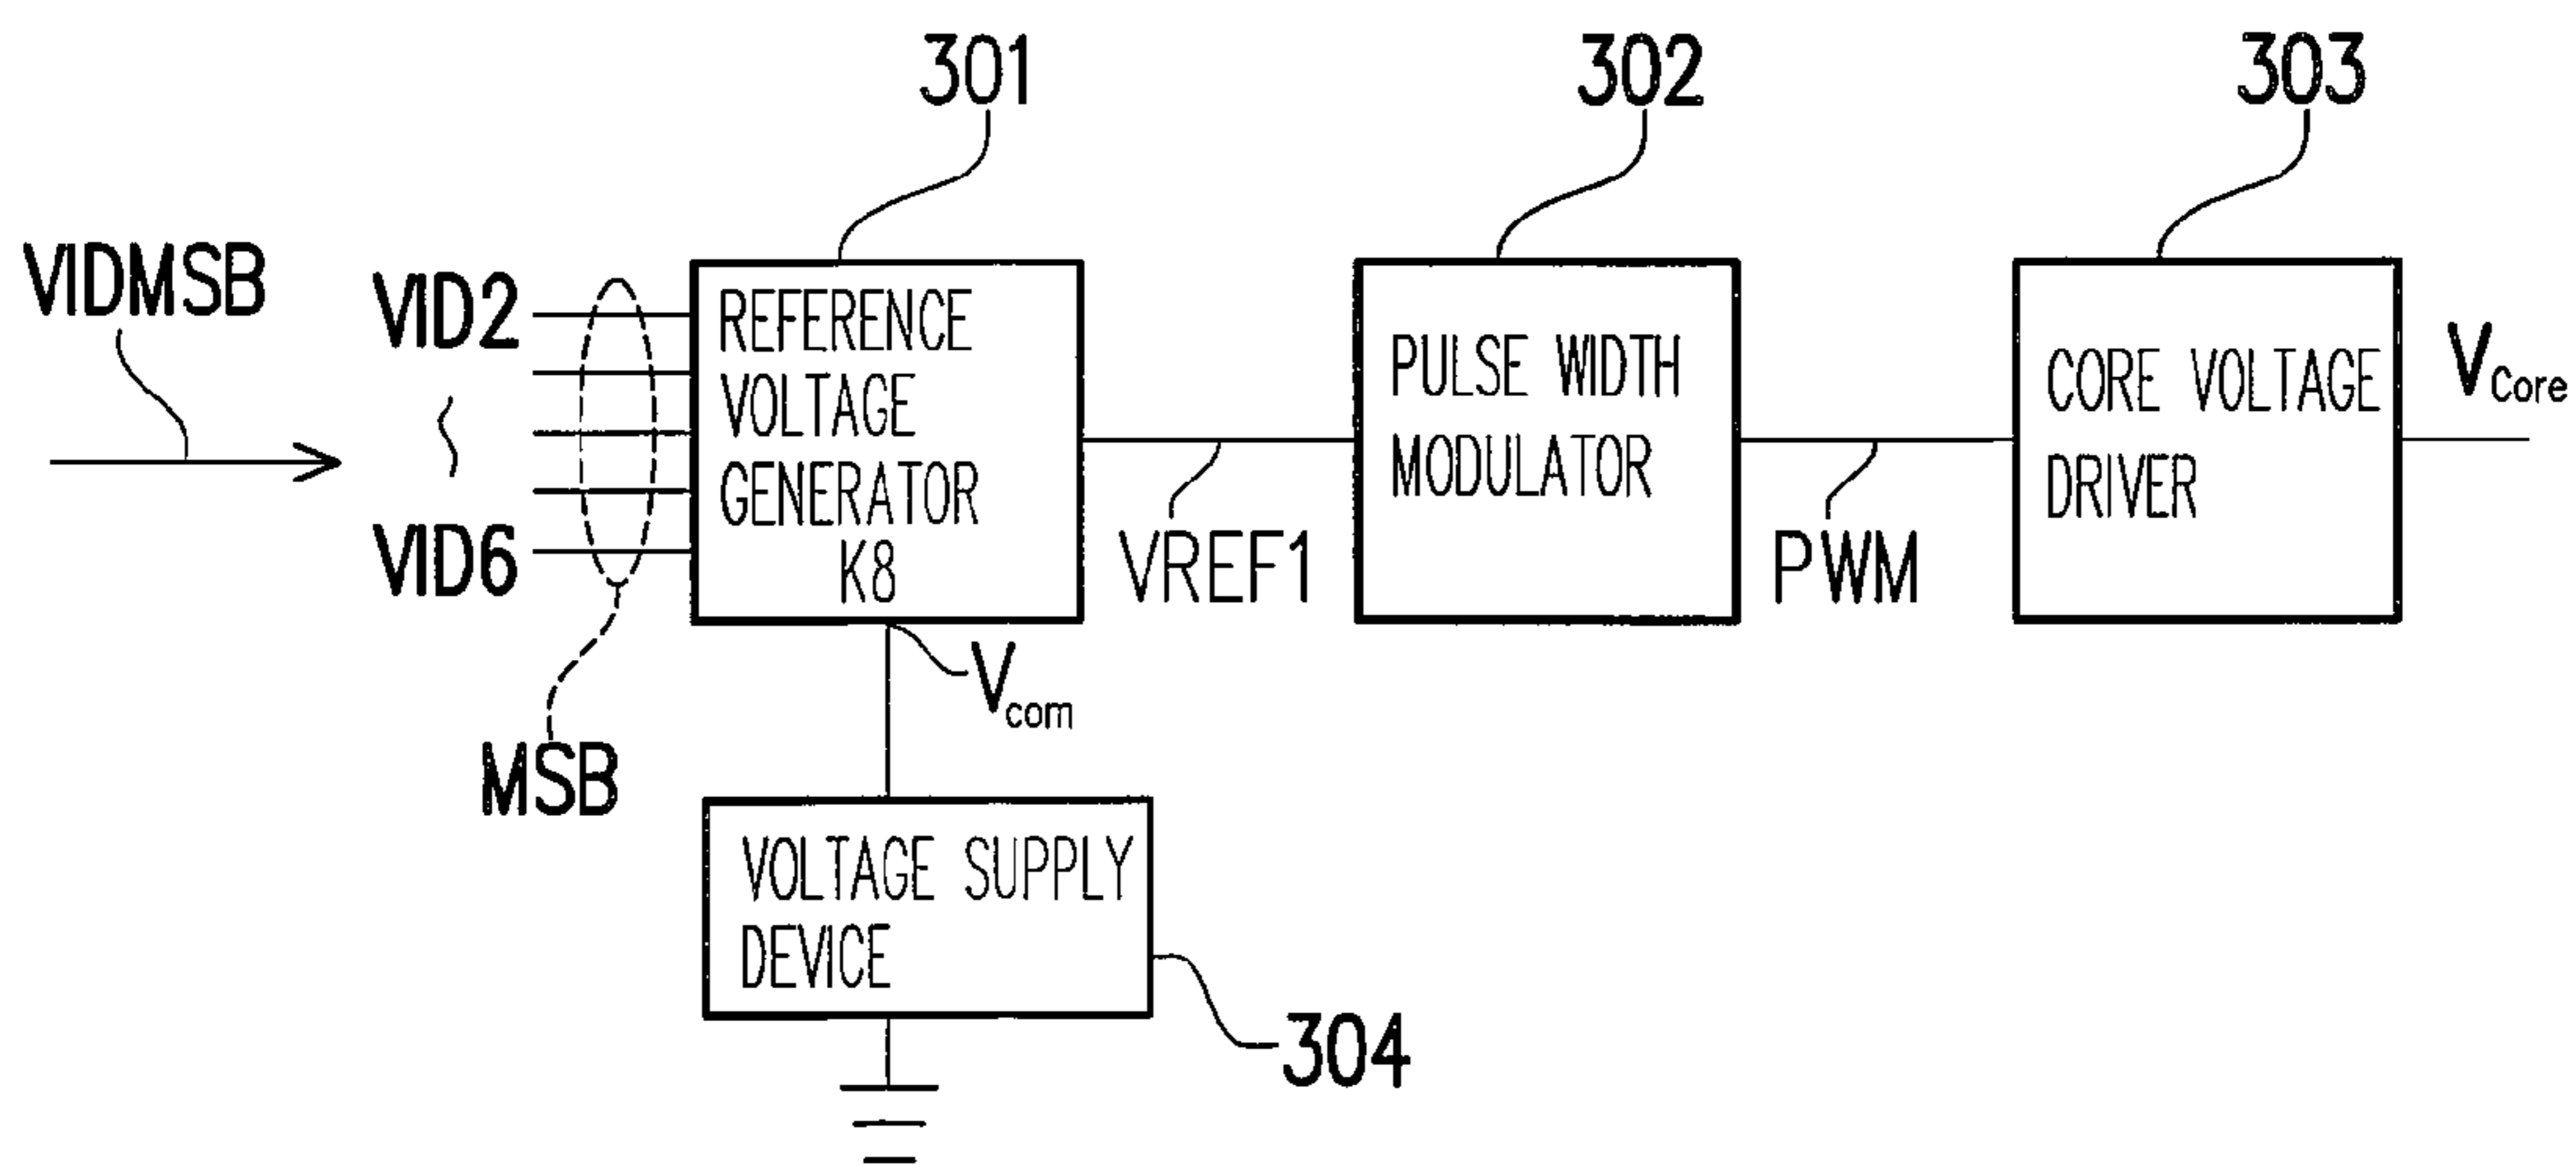 301
302
303
VIDMSB
VID2
VID6
MSB
REFERENCE
VOLTAGE
GENERATOR
K8
VREF1
PULSE WIDTH
MODULATOR
PWM
CORE VOLTAGE
DRIVER
VCore
Vcom
VOLTAGE SUPPLY
DEVICE
304